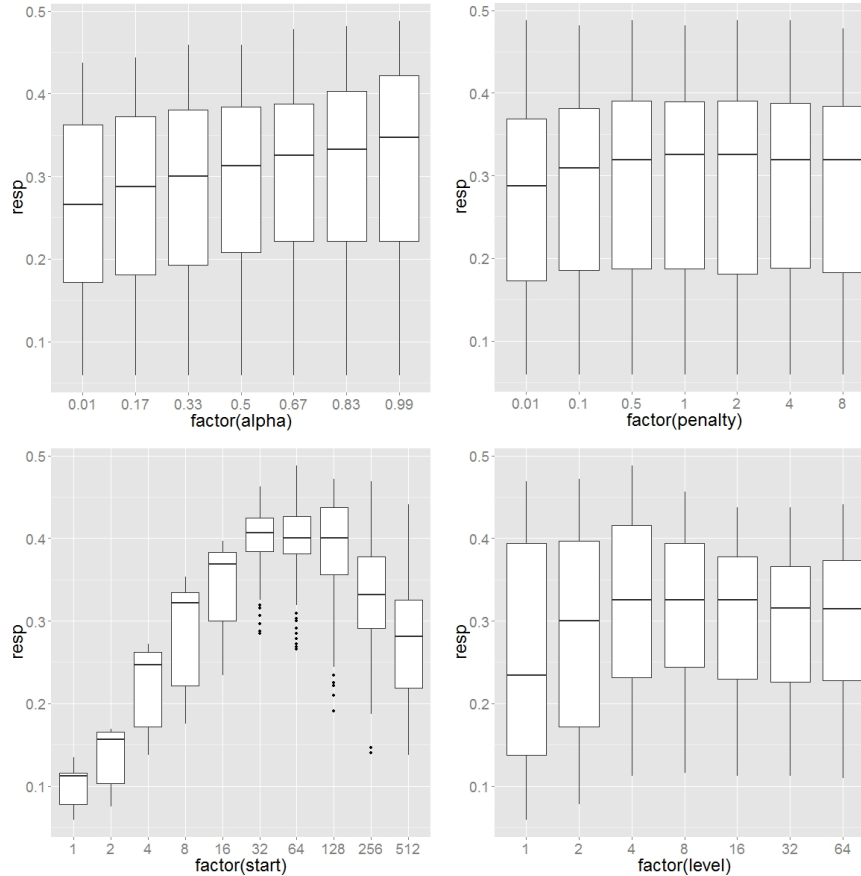 0.5
0.4
0.3
0.2
0.1
resp
0.01 0.17 0.33 0.5 0.67 0.83 0.99
factor(alpha)
0.5
0.4
0.3
0.2
0.1
resp
0.01 0.1 0.5 1 2 4 8
factor(penalty)
0.5
0.4
0.3
0.2
0.1
resp
1 2 4 8 16 32 64 128 256 512
factor(start)
0.5
0.4
0.3
0.2
0.1
resp
1 2 4 8 16 32 64
factor(level)